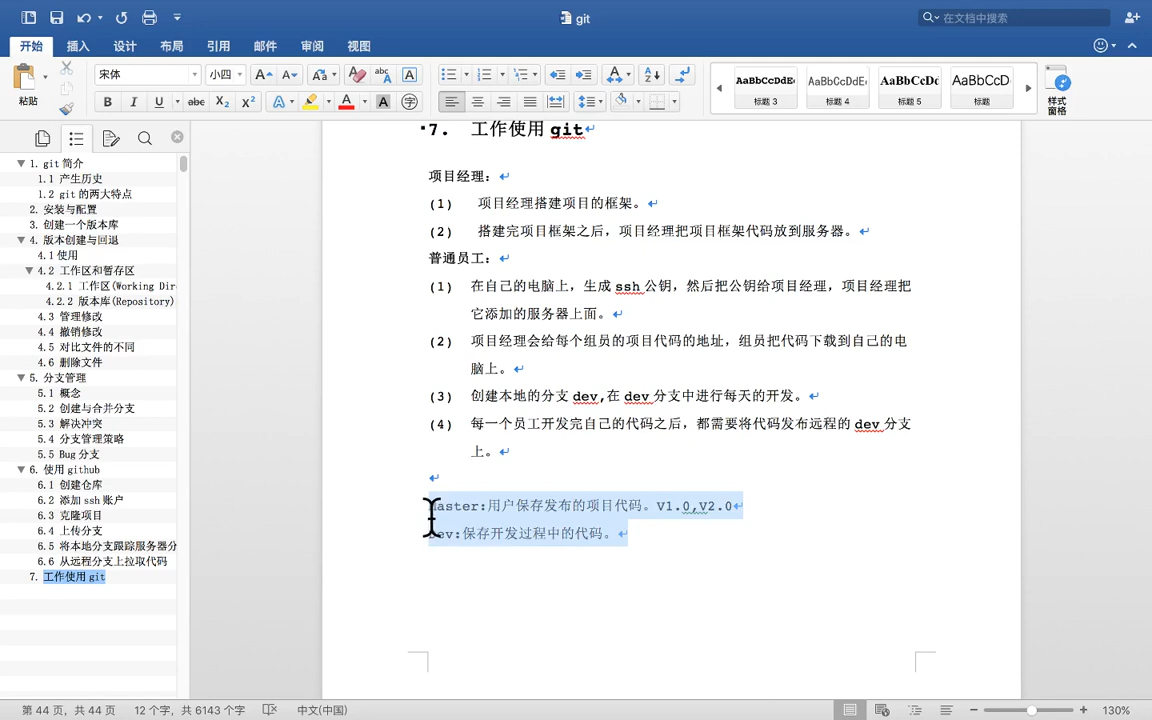 git
在文档中搜索
开始 插入 设计 布局 引用 邮件 审阅 视图
粘贴
宋体 小四
AaBbCcDdE AaBbCcDdE AaBbCcDc AaBbCcD
标题 3 标题 4 标题 5 标题
样式
窗格
1. git 简介
1.1 产生历史
1.2 git 的两大特点
2. 安装与配置
3. 创建一个版本库
4. 版本创建与回退
4.1 使用
4.2 工作区和暂存区
4.2.1 工作区(Working Dir
4.2.2 版本库(Repository)
4.3 管理修改
4.4 撤销修改
4.5 对比文件的不同
4.6 删除文件
5. 分支管理
5.1 概念
5.2 创建与合并分支
5.3 解决冲突
5.4 分支管理策略
5.5 Bug 分支
6. 使用 github
6.1 创建仓库
6.2 添加 ssh 账户
6.3 克隆项目
6.4 上传分支
6.5 将本地分支跟踪服务器分
6.6 从远程分支上拉取代码
7. 工作使用 git
7. 工作使用 git
项目经理:
(1) 项目经理搭建项目的框架。
(2) 搭建完项目框架之后，项目经理把项目框架代码放到服务器。
普通员工:
(1) 在自己的电脑上，生成 ssh 公钥，然后把公钥给项目经理，项目经理把
它添加的服务器上面。
(2) 项目经理会给每个组员的项目代码的地址，组员把代码下载到自己的电
脑上。
(3) 创建本地的分支 dev,在 dev 分支中进行每天的开发。
(4) 每一个员工开发完自己的代码之后，都需要将代码发布远程的 dev 分支
上。
Master:用户保存发布的项目代码。V1.0,V2.0
Dev:保存开发过程中的代码。
第 44 页，共 44 页 12 个字，共 6143 个字 中文(中国) 130%